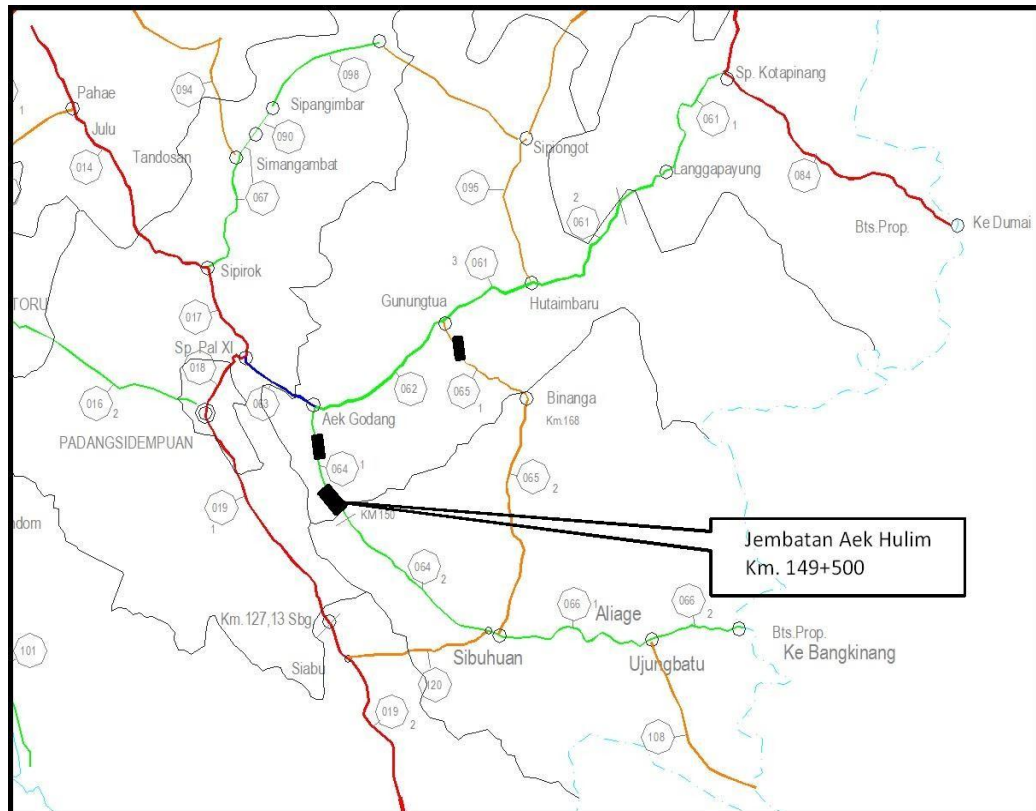 098
Sp. Kotapinang
094
Pahae
1
Sipangimbar
061
1
Julu
090
Sipiongot
014
Tandosan
Simangambat
Langgapayung
084
067
095
2
061
Bts.Prop.
Ke Dumai
Sipirok
3
061
TORU
Gunungtua
Hutaimbaru
017
Sp. Pal XI
018
062
065
1
016
2
063
Aek Godang
Binanga
Km.168
PADANGSIDEMPUAN
064
1
065
2
019
1
KM 150
Jembatan Aek Hulim
Km. 149+500
dom
064
2
066
1
066
2
Km. 127,13 Sbg
Aliage
Bts.Prop.
Ke Bangkinang
101
Siabu
Sibuhuan
Ujungbatu
120
019
2
108